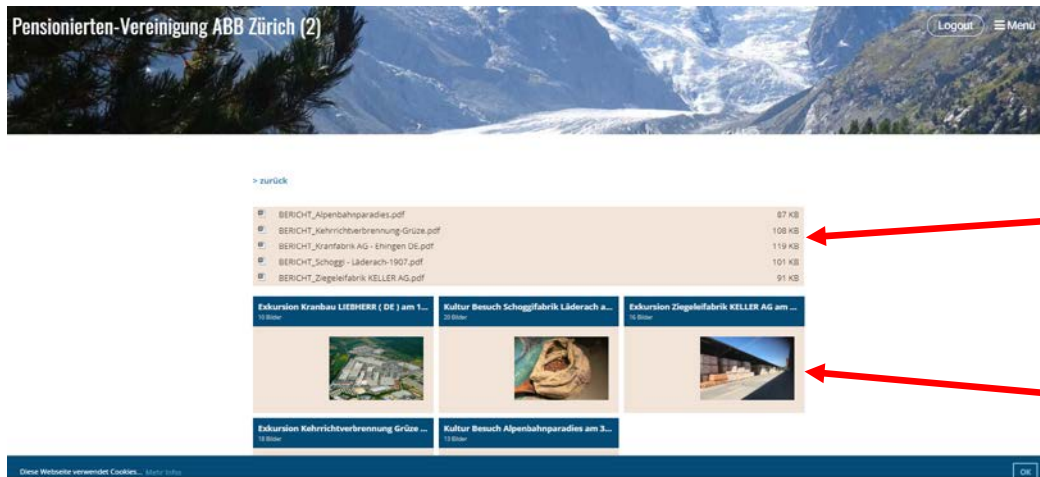 Pensionierten-Vereinigung ABB Zürich (2)
Logout
Menü
> zurück
BERICHT_Alpenbahnparadies.pdf 87 KB
BERICHT_Kehrrichtverbrennung-Grüze.pdf 108 KB
BERICHT_Kranfabrik AG - Ehingen DE.pdf 119 KB
BERICHT_Schoggi - Läderach-1907.pdf 101 KB
BERICHT_Ziegeleifabrik KELLER AG.pdf 91 KB
Exkursion Kranbau LIEBHERR ( DE ) am 1...
10 Bilder
Kultur Besuch Schoggifabrik Läderach a...
20 Bilder
Exkursion Ziegeleifabrik KELLER AG am ...
16 Bilder
Exkursion Kehrrichtverbrennung Grüze ...
18 Bilder
Kultur Besuch Alpenbahnparadies am 3...
13 Bilder
Diese Webseite verwendet Cookies... Mehr Infos
OK